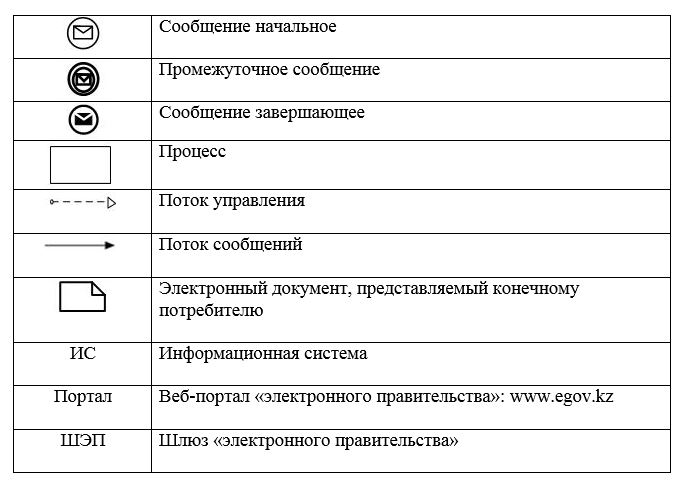 Сообщение начальное
Промежуточное сообщение
Сообщение завершающее
Процесс
Поток управления
Поток сообщений
Электронный документ, представляемый конечному
потребителю
ИС Информационная система
Портал Веб-портал «электронного правительства»: www.egov.kz
ШЭП Шлюз «электронного правительства»